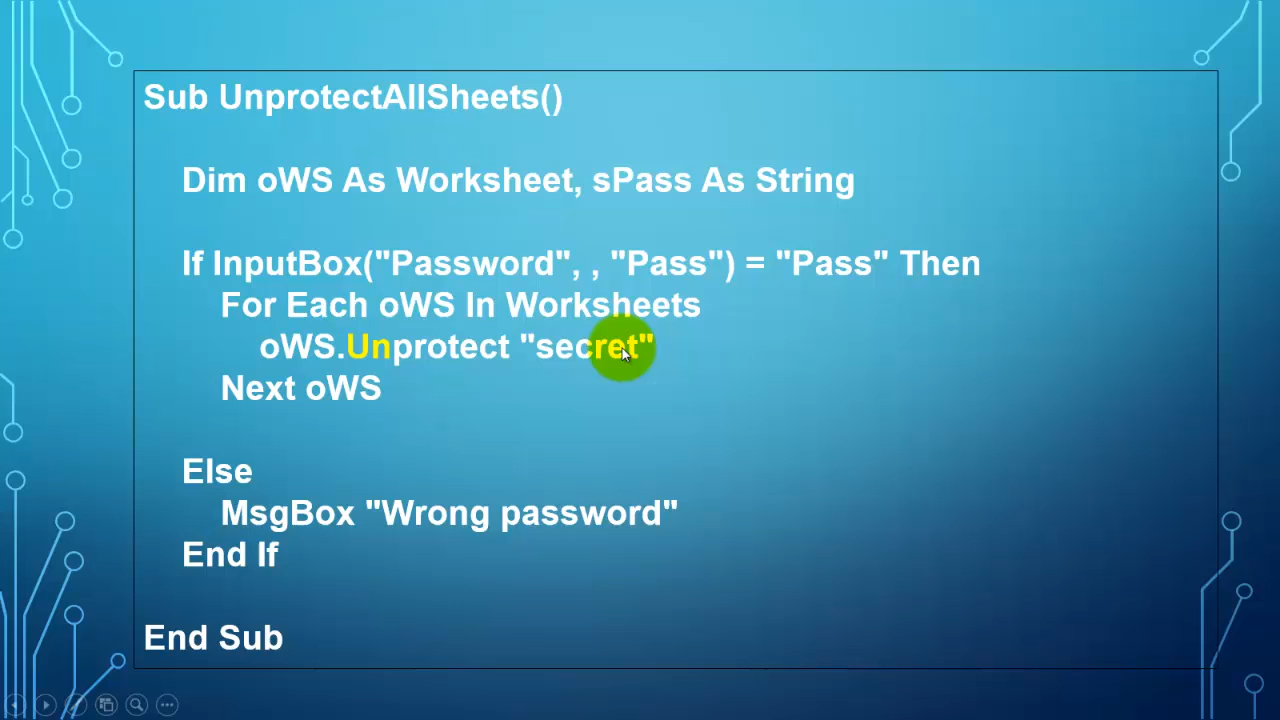 Sub UnprotectAllSheets()
Dim oWS As Worksheet, sPass As String
If InputBox("Password", , "Pass") = "Pass" Then
For Each oWS In Worksheets
oWS.Unprotect "secret"
Next oWS
Else
MsgBox "Wrong password"
End If
End Sub